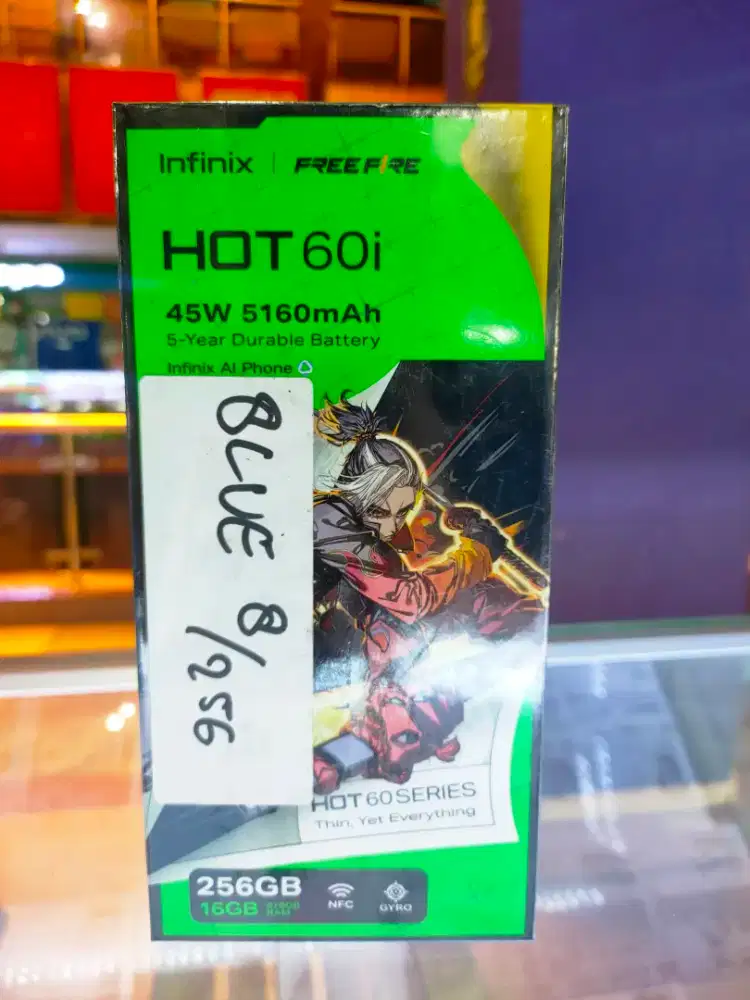 Infinix | FREE FIRE
HOT 60i
45W 5160mAh
5-Year Durable Battery
Infinix AI Phone
BLUE 8/256
HOT 60 SERIES
Thin, Yet Everything
256GB
16GB
RAM
NFC
GYRO